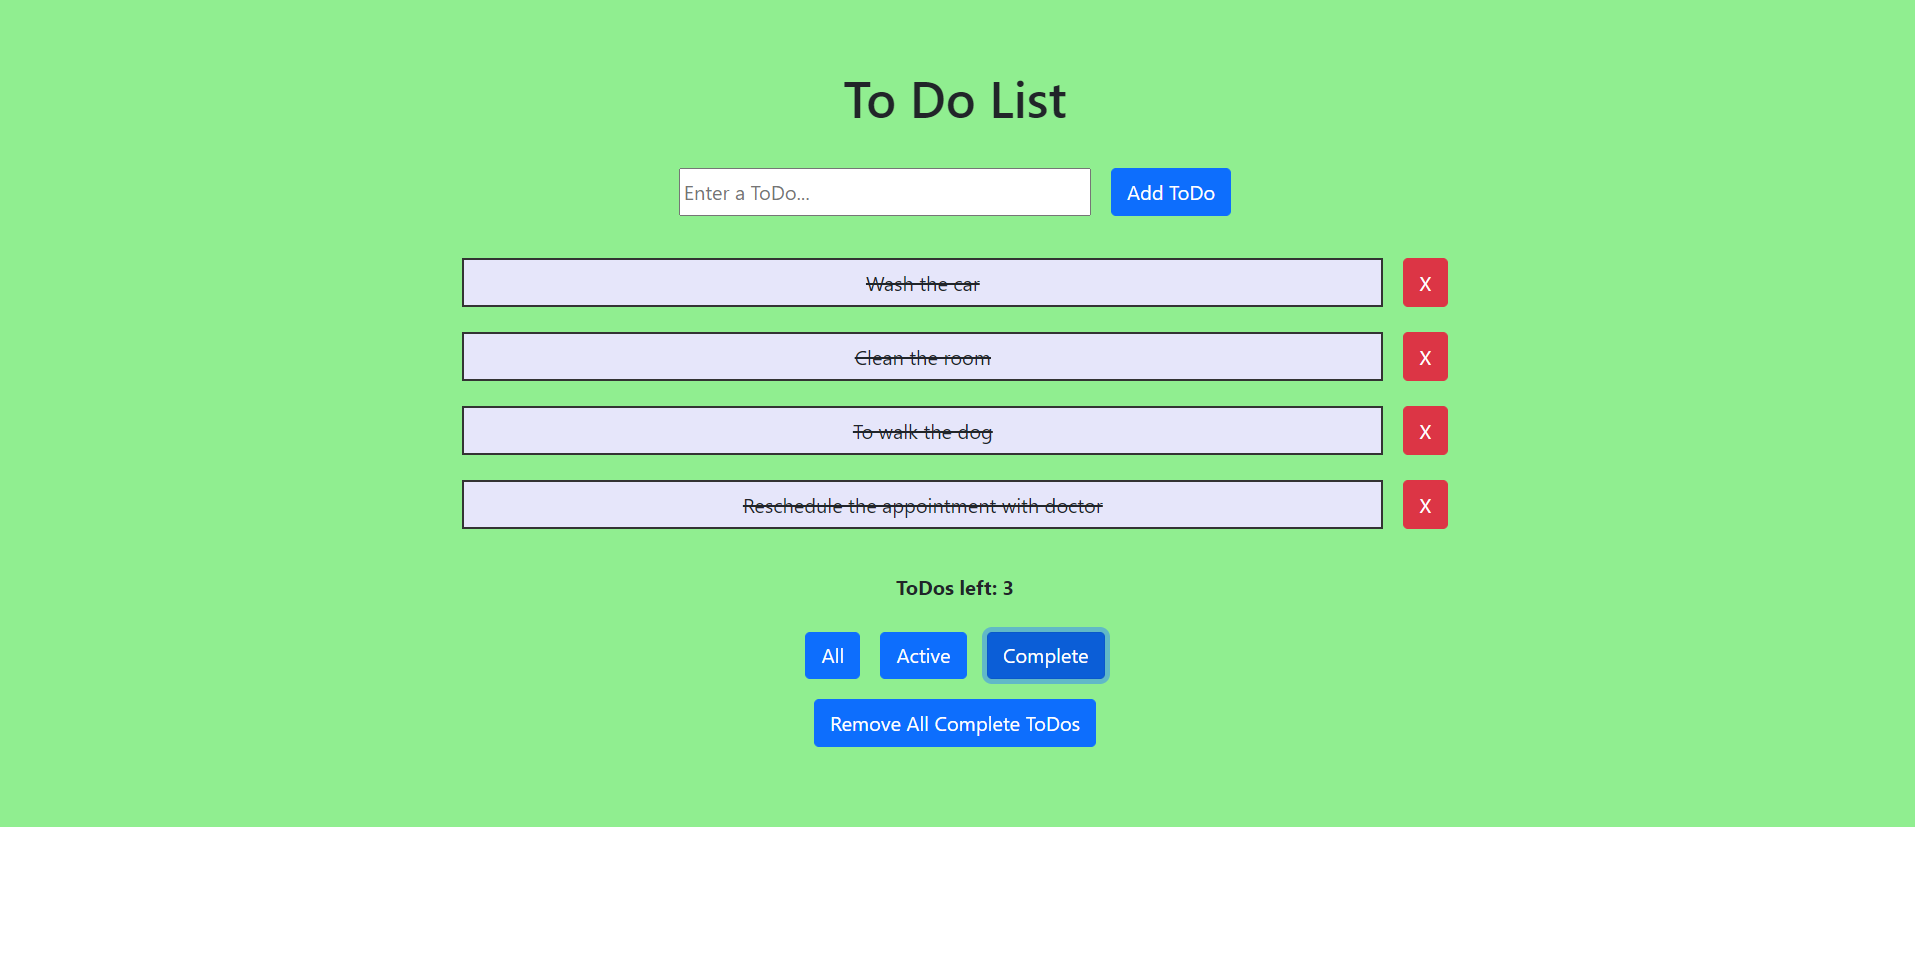 To Do List
Enter a ToDo... Add ToDo
Wash the car X
Clean the room X
To walk the dog X
Reschedule the appointment with doctor X
ToDos left: 3
All Active Complete
Remove All Complete ToDos